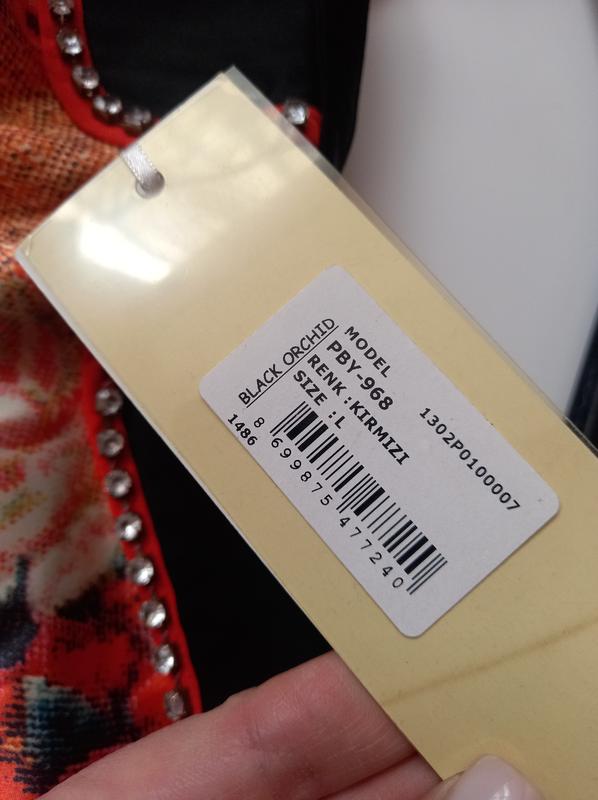 BLACK ORCHID
MODEL
PBY-968
RENK :KIRMIZI
SIZE :L
1302P0100007
1486
8 699875 477240